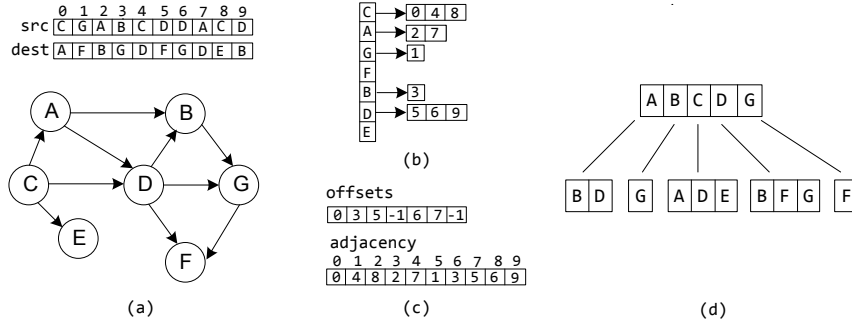 0 1 2 3 4 5 6 7 8 9
src C G A B C D D A C D
dest A F B G D F G D E B
A
B
C
D
G
E
F
(a)
C 0 4 8
A 2 7
G 1
F
B 3
D 5 6 9
E
(b)
offsets
0 3 5 -1 6 7 -1
adjacency
0 1 2 3 4 5 6 7 8 9
0 4 8 2 7 1 3 5 6 9
(c)
A B C D G
B D G A D E B F G F
(d)